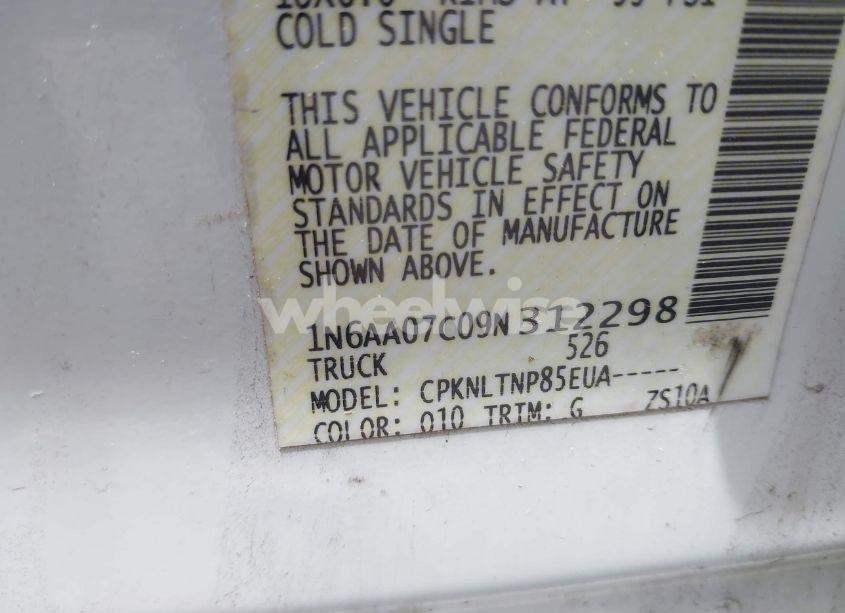 COLD SINGLE
THIS VEHICLE CONFORMS TO
ALL APPLICABLE FEDERAL
MOTOR VEHICLE SAFETY
STANDARDS IN EFFECT ON
THE DATE OF MANUFACTURE
SHOWN ABOVE.
wheelwise
1N6AA07C09N312298
TRUCK 526
MODEL: CPKNLTNP85EUA-----
COLOR: 010 TRIM: G ZS10A